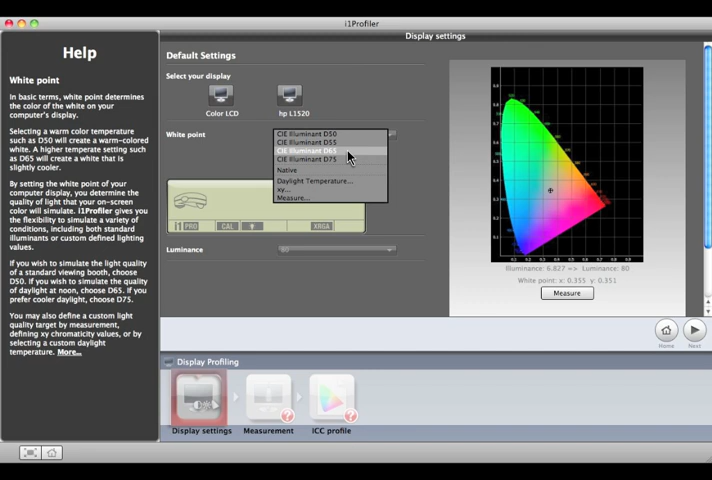 i1Profiler
Display settings
Help
White point
In basic terms, white point determines
the color of the white on your
computer's display.
Selecting a warm color temperature
such as D50 will create a warm-colored
white. A higher temperate setting such
as D65 will create a white that is
slightly cooler.
By setting the white point of your
computer display, you determine the
quality of light that your on-screen
color will simulate. i1Profiler gives you
the flexibility to simulate a variety of
conditions, including both standard
illuminants or custom defined lighting
values.
If you wish to simulate the light quality
of a standard viewing booth, choose
D50. If you wish to simulate the quality
of daylight at noon, choose D65. If you
prefer cooler daylight, choose D75.
You may also define a custom light
quality target by measurement,
defining xy chromaticity values, or by
selecting a custom daylight
temperature. More...
Default Settings
Select your display
Color LCD
hp L1520
White point
CIE Illuminant D50
CIE Illuminant D55
CIE Illuminant D65
CIE Illuminant D75
Native
Daylight Temperature...
xy...
Measure...
i1 PRO
CAL
XRGA
Luminance
80
Illuminance: 6.827 => Luminance: 80
White point: x: 0.355 y: 0.351
Measure
Home
Next
Display Profiling
Display settings
Measurement
ICC profile